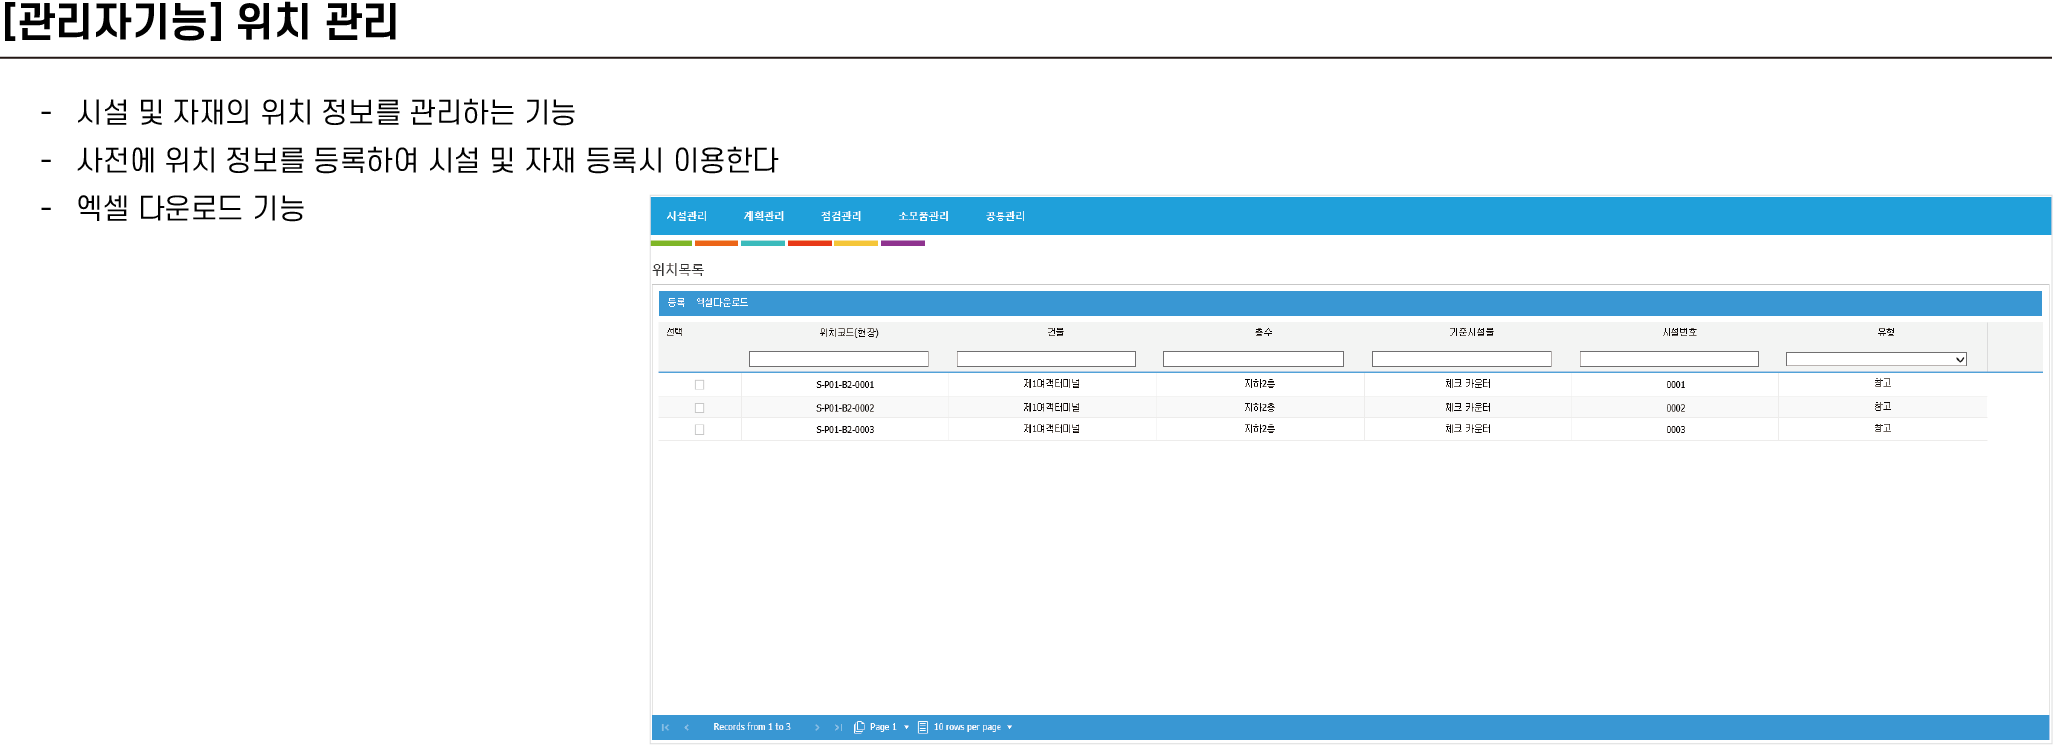 [관리자기능] 위치 관리
- 시설 및 자재의 위치 정보를 관리하는 기능
- 사전에 위치 정보를 등록하여 시설 및 자재 등록시 이용한다
- 엑셀 다운로드 기능
시설관리 계획관리 점검관리 소모품관리 공통관리
위치목록
등록 엑셀다운로드
선택 위치코드(현장) 건물 층수 기준시설물 시설번호 유형
S-P01-B2-0001 제1여객터미널 지하2층 체크 카운터 0001 창고
S-P01-B2-0002 제1여객터미널 지하2층 체크 카운터 0002 창고
S-P01-B2-0003 제1여객터미널 지하2층 체크 카운터 0003 창고
Records from 1 to 3 Page 1 10 rows per page